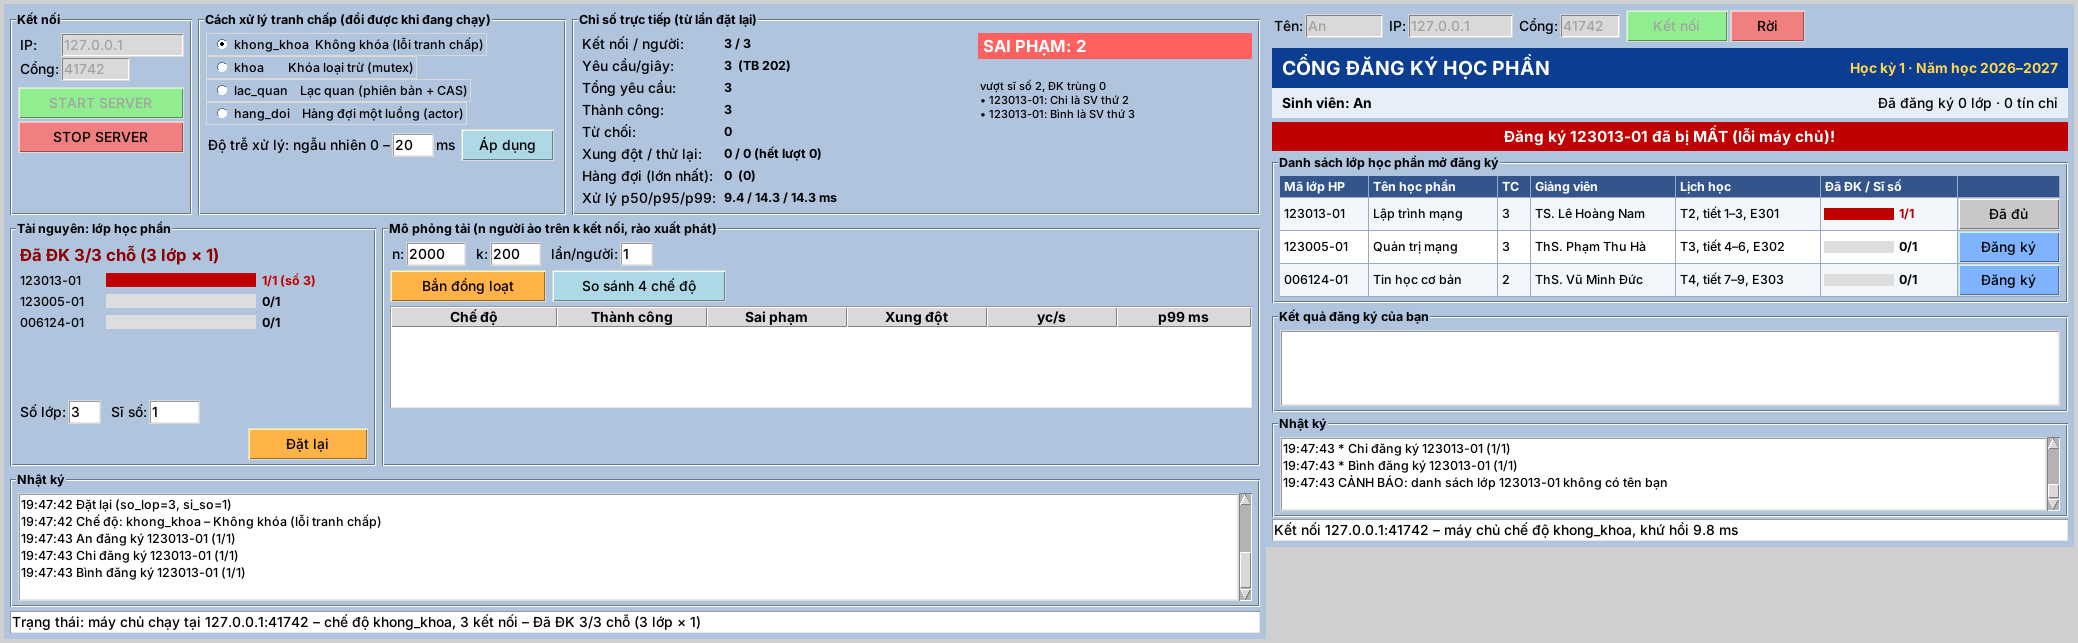 Kết nối
IP: 127.0.0.1
Cổng: 41742
START SERVER
STOP SERVER
Cách xử lý tranh chấp (đổi được khi đang chạy)
khong_khoa Không khóa (lỗi tranh chấp)
khoa Khóa loại trừ (mutex)
lac_quan Lạc quan (phiên bản + CAS)
hang_doi Hàng đợi một luồng (actor)
Độ trễ xử lý: ngẫu nhiên 0 – 20 ms Áp dụng
Chỉ số trực tiếp (từ lần đặt lại)
Kết nối / người: 3 / 3
Yêu cầu/giây: 3 (TB 202)
Tổng yêu cầu: 3
Thành công: 3
Từ chối: 0
Xung đột / thử lại: 0 / 0 (hết lượt 0)
Hàng đợi (lớn nhất): 0 (0)
Xử lý p50/p95/p99: 9.4 / 14.3 / 14.3 ms
SAI PHẠM: 2
vượt sĩ số 2, ĐK trùng 0
• 123013-01: Chi là SV thứ 2
• 123013-01: Bình là SV thứ 3
Tài nguyên: lớp học phần
Đã ĐK 3/3 chỗ (3 lớp × 1)
123013-01 1/1 (sổ 3)
123005-01 0/1
006124-01 0/1
Số lớp: 3 Sĩ số: 1
Đặt lại
Mô phỏng tải (n người ảo trên k kết nối, rào xuất phát)
n: 2000 k: 200 lần/người: 1
Bắn đồng loạt So sánh 4 chế độ
Chế độ Thành công Sai phạm Xung đột yc/s p99 ms
Nhật ký
19:47:42 Đặt lại (so_lop=3, si_so=1)
19:47:42 Chế độ: khong_khoa – Không khóa (lỗi tranh chấp)
19:47:43 An đăng ký 123013-01 (1/1)
19:47:43 Chi đăng ký 123013-01 (1/1)
19:47:43 Bình đăng ký 123013-01 (1/1)
Trạng thái: máy chủ chạy tại 127.0.0.1:41742 – chế độ khong_khoa, 3 kết nối – Đã ĐK 3/3 chỗ (3 lớp × 1)
Tên: An IP: 127.0.0.1 Cổng: 41742 Kết nối Rời
CỔNG ĐĂNG KÝ HỌC PHẦN Học kỳ 1 · Năm học 2026–2027
Sinh viên: An Đã đăng ký 0 lớp · 0 tín chỉ
Đăng ký 123013-01 đã bị MẤT (lỗi máy chủ)!
Danh sách lớp học phần mở đăng ký
Mã lớp HP Tên học phần TC Giảng viên Lịch học Đã ĐK / Sĩ số
123013-01 Lập trình mạng 3 TS. Lê Hoàng Nam T2, tiết 1–3, E301 1/1 Đã đủ
123005-01 Quản trị mạng 3 ThS. Phạm Thu Hà T3, tiết 4–6, E302 0/1 Đăng ký
006124-01 Tin học cơ bản 2 ThS. Vũ Minh Đức T4, tiết 7–9, E303 0/1 Đăng ký
Kết quả đăng ký của bạn
Nhật ký
19:47:43 * Chi đăng ký 123013-01 (1/1)
19:47:43 * Bình đăng ký 123013-01 (1/1)
19:47:43 CẢNH BÁO: danh sách lớp 123013-01 không có tên bạn
Kết nối 127.0.0.1:41742 – máy chủ chế độ khong_khoa, khứ hồi 9.8 ms